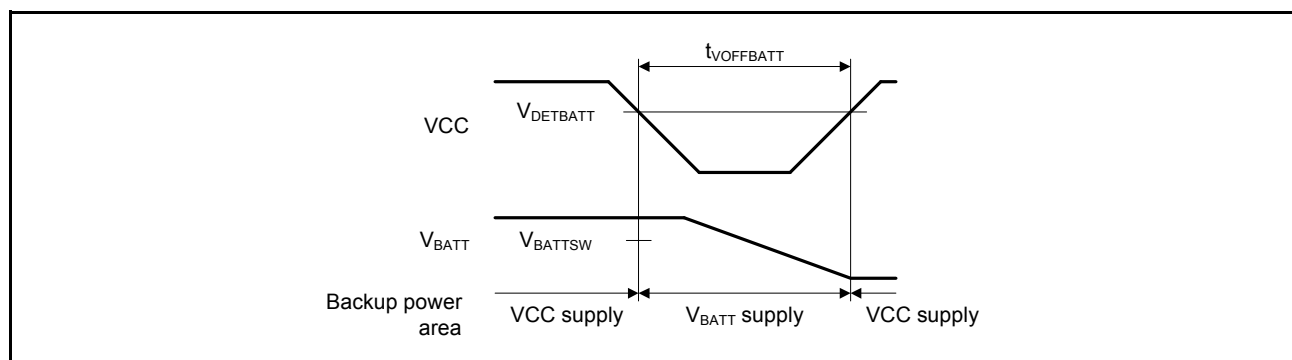 tVOFFBATT
VCC
VDETBATT
VBATT
VBATTSW
Backup power
area
VCC supply
VBATT supply
VCC supply